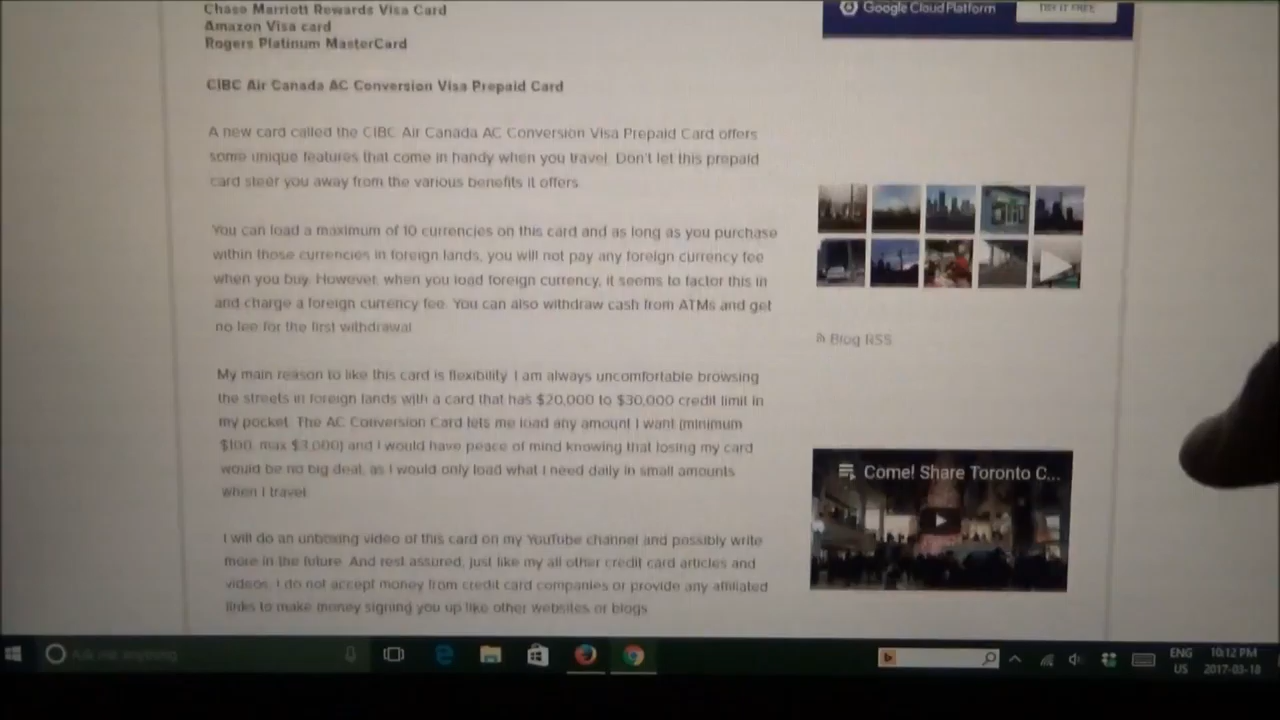 Chase Marriott Rewards Visa Card
Amazon Visa card
Rogers Platinum MasterCard
CIBC Air Canada AC Conversion Visa Prepaid Card
A new card called the CIBC Air Canada AC Conversion Visa Prepaid Card offers
some unique features that come in handy when you travel. Don't let this prepaid
card steer you away from the various benefits it offers.
You can load a maximum of 10 currencies on this card and as long as you purchase
within those currencies in foreign lands, you will not pay any foreign currency fee
when you buy. However, when you load foreign currency, it seems to factor this in
and charge a foreign currency fee. You can also withdraw cash from ATMs and get
no fee for the first withdrawal.
My main reason to like this card is flexibility. I am always uncomfortable browsing
the streets in foreign lands with a card that has $20,000 to $30,000 credit limit in
my pocket. The AC Conversion Card lets me load any amount I want (minimum
$100, max $3,000) and I would have peace of mind knowing that losing my card
would be no big deal, as I would only load what I need daily in small amounts
when I travel.
I will do an unboxing video of this card on my YouTube channel and possibly write
more in the future. And rest assured, just like my all other credit card articles and
videos, I do not accept money from credit card companies or provide any affiliated
links to make money signing you up like other websites or blogs.
Google Cloud Platform
TRY IT FREE
Blog RSS
Come! Share Toronto C...
Ask me anything
ENG
US
10:12 PM
2017-03-18